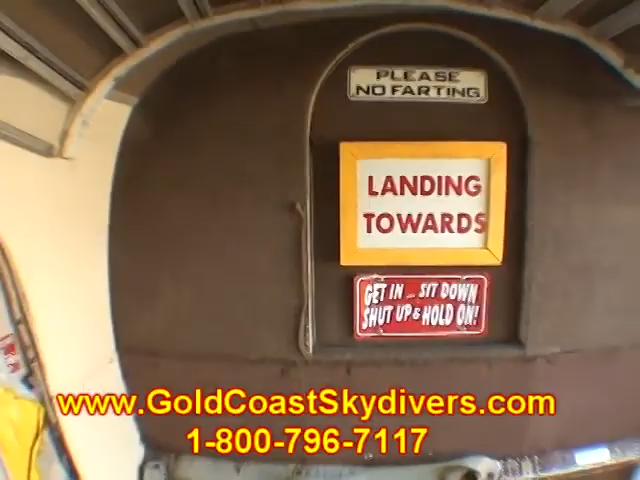 PLEASE
NO FARTING
LANDING
TOWARDS
GET IN ... SIT DOWN
SHUT UP & HOLD ON!
www.GoldCoastSkydivers.com
1-800-796-7117